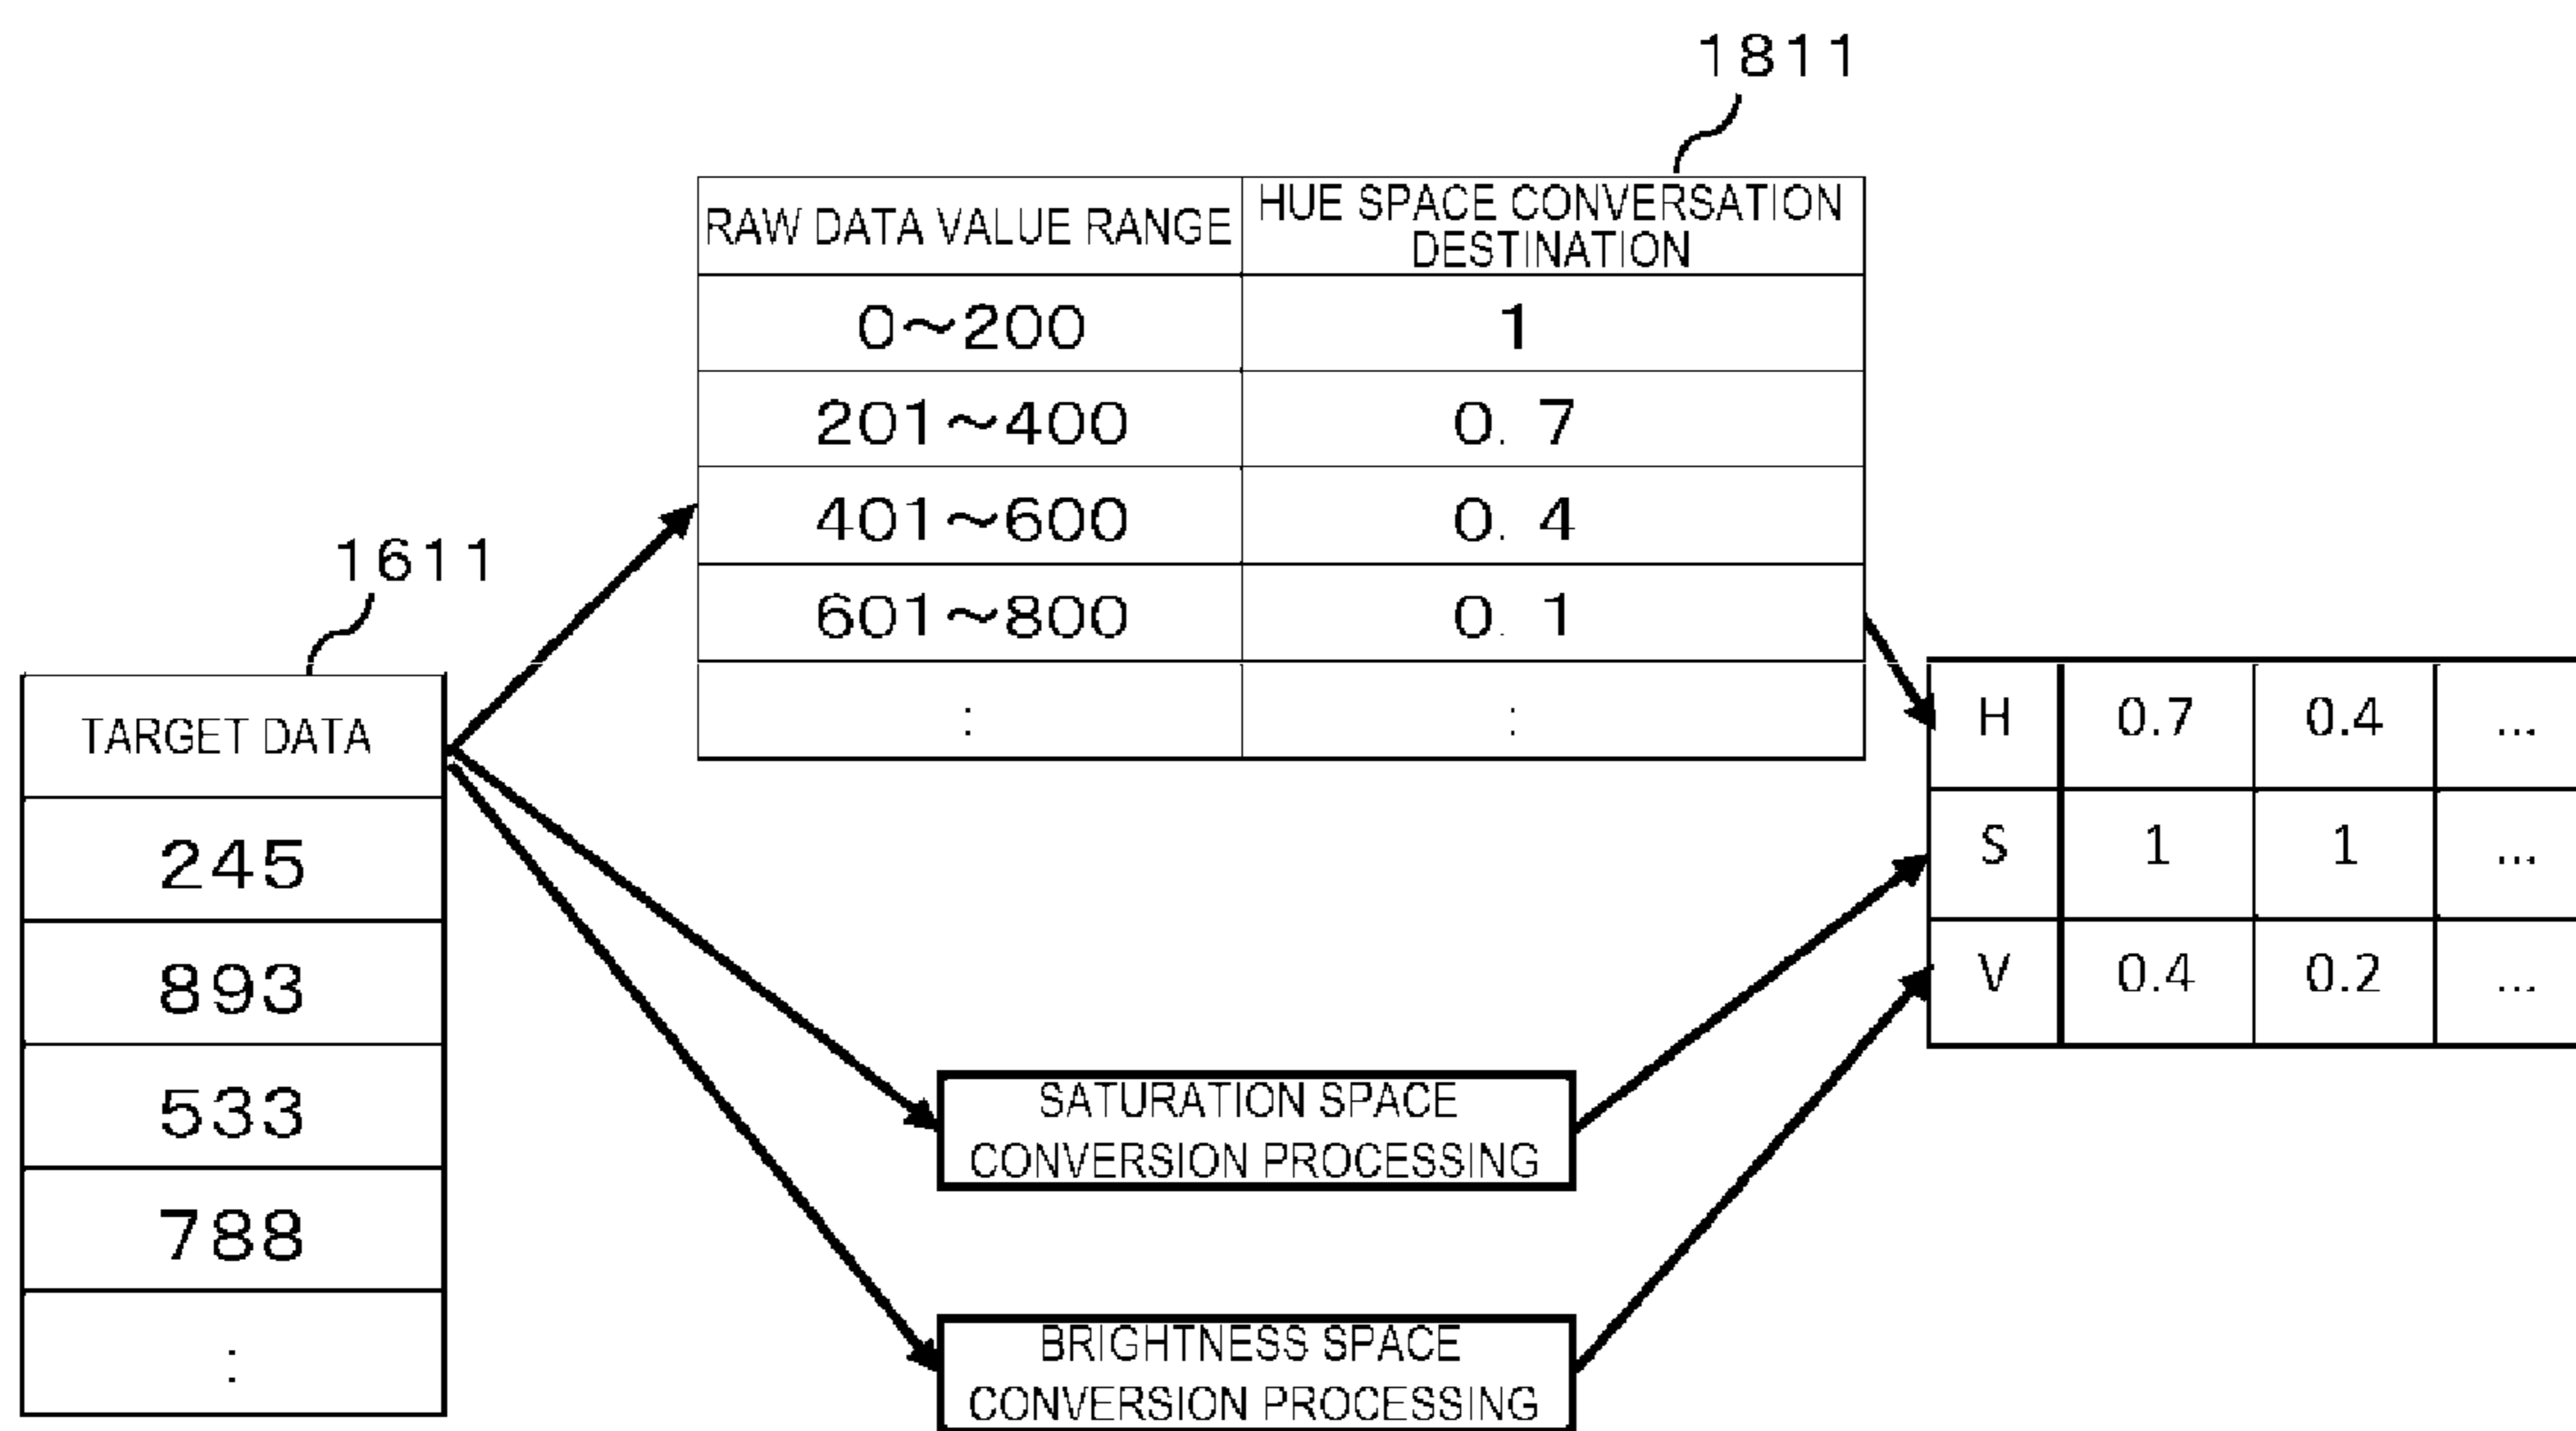 1811
RAW DATA VALUE RANGE
HUE SPACE CONVERSATION
DESTINATION
0~200
1
201~400
0. 7
401~600
0. 4
601~800
0. 1
:
:
1611
TARGET DATA
245
893
533
788
:
SATURATION SPACE
CONVERSION PROCESSING
BRIGHTNESS SPACE
CONVERSION PROCESSING
H 0.7 0.4 ...
S 1 1 ...
V 0.4 0.2 ...